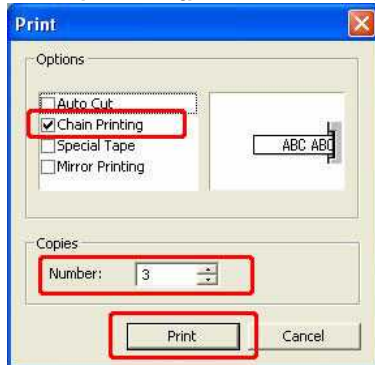 Print
Options
Auto Cut
Chain Printing
Special Tape
Mirror Printing
ABC ABC
Copies
Number: 3
Print Cancel